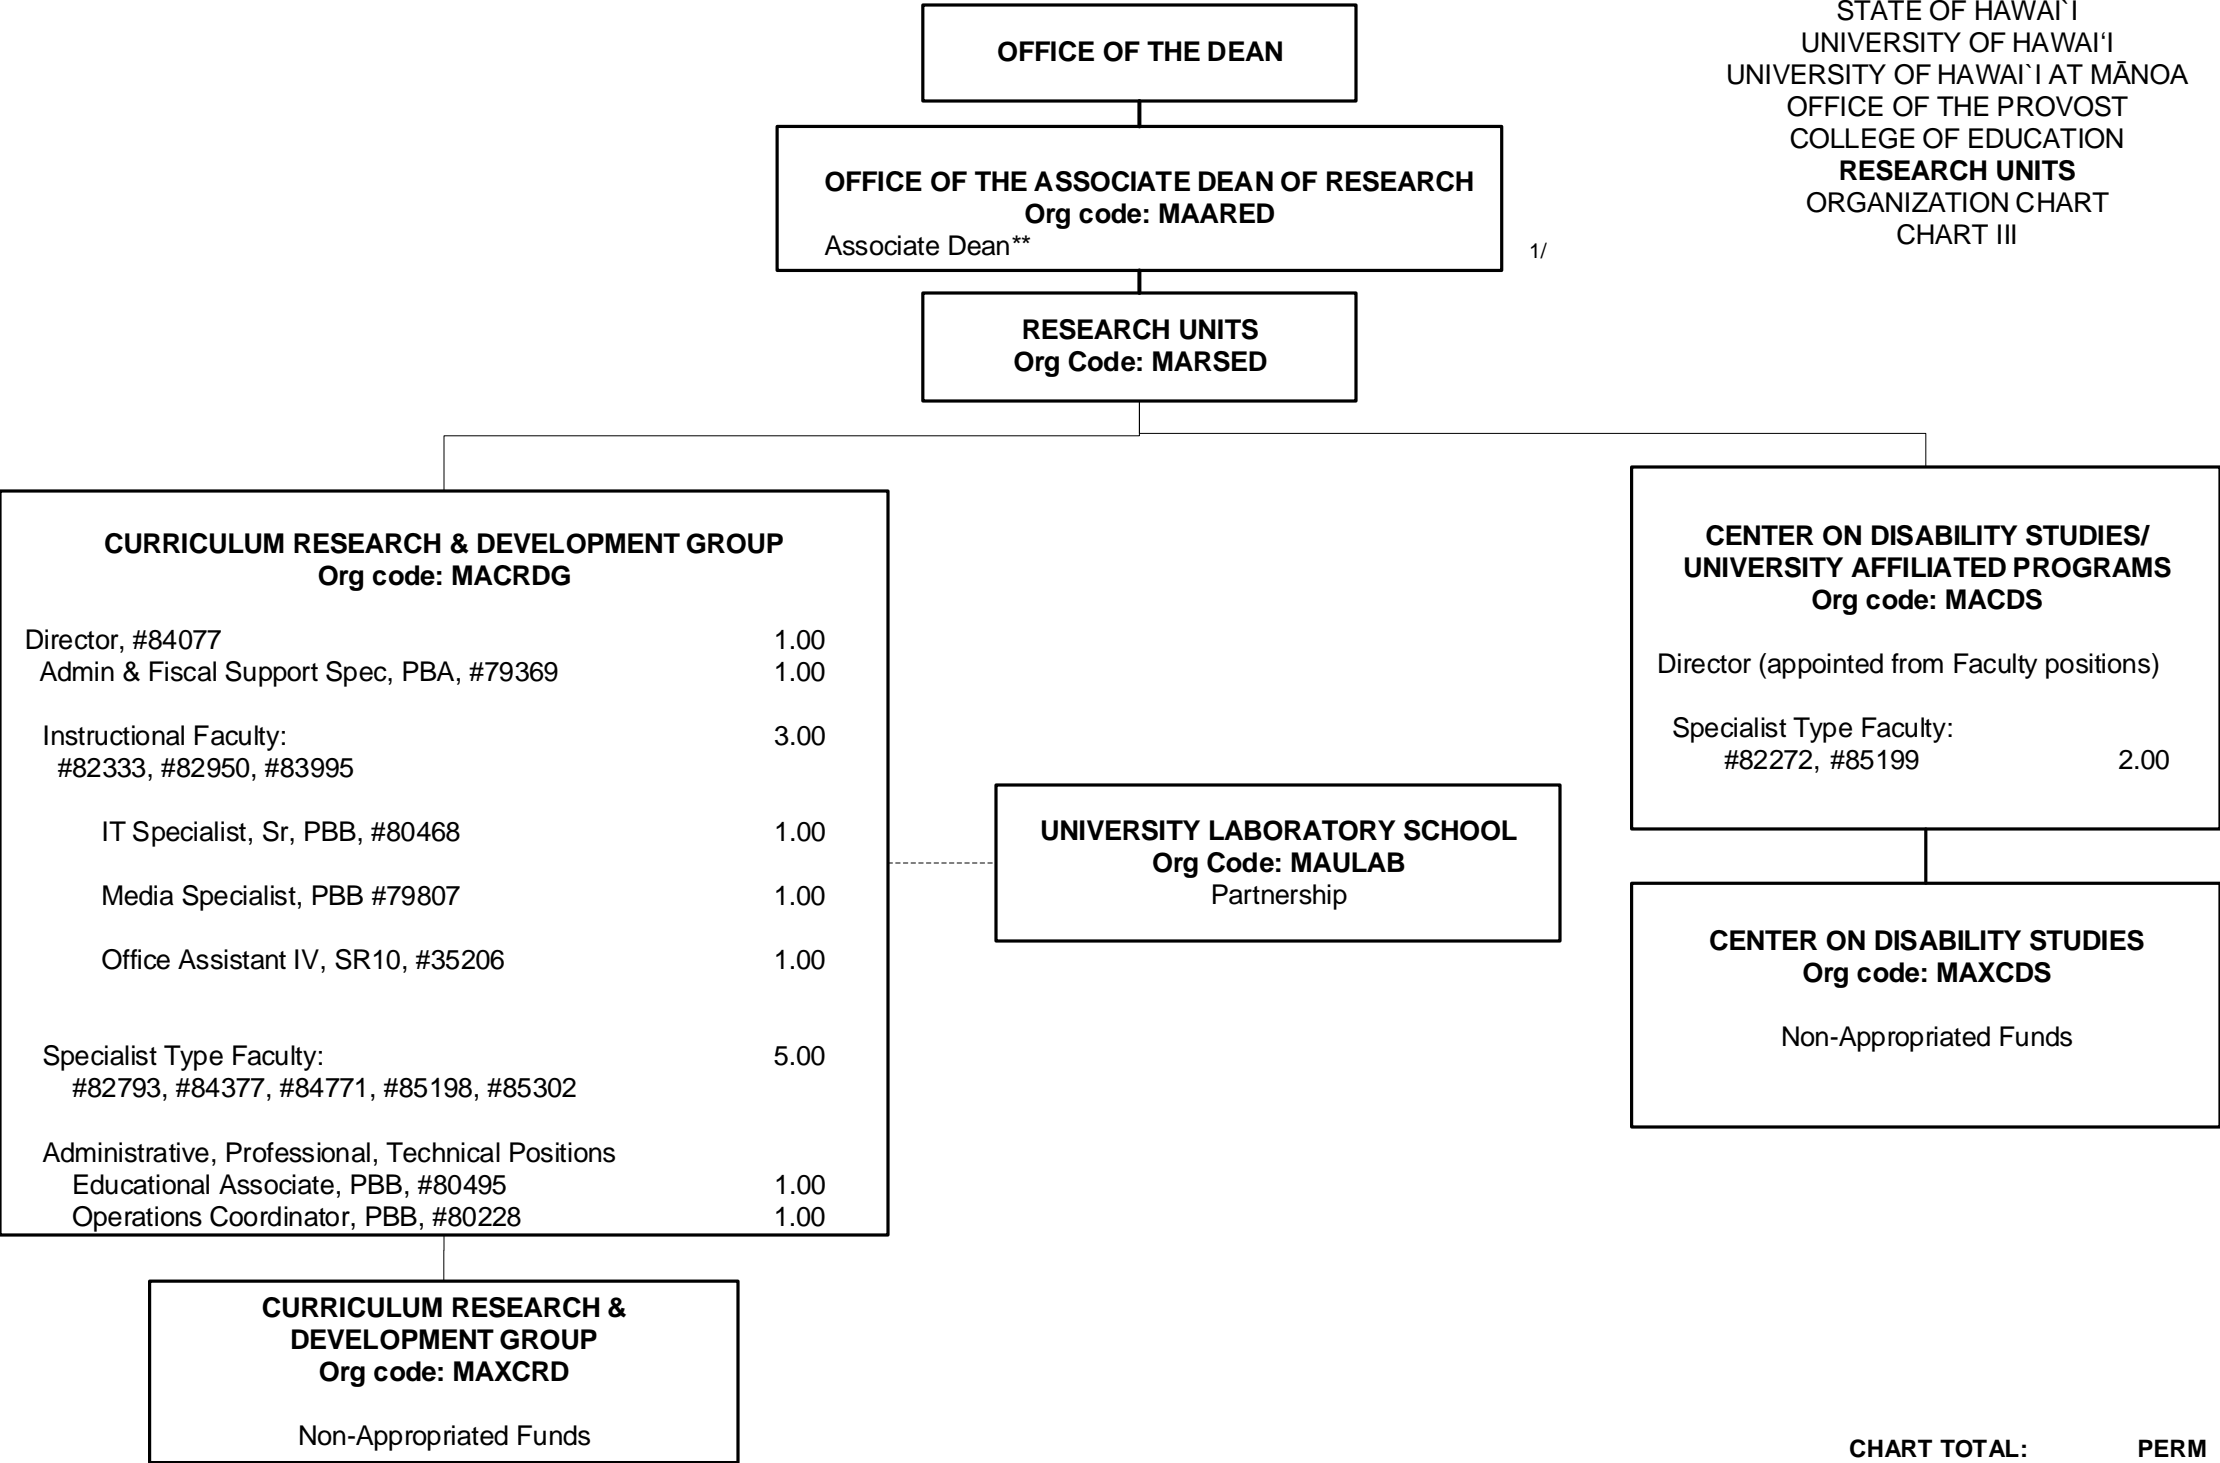 STATE OF HAWAI`I
UNIVERSITY OF HAWAI‘I
UNIVERSITY OF HAWAI`I AT MĀNOA
OFFICE OF THE PROVOST
COLLEGE OF EDUCATION
RESEARCH UNITS
ORGANIZATION CHART
CHART III
OFFICE OF THE DEAN
OFFICE OF THE ASSOCIATE DEAN OF RESEARCH
Org code: MAARED
Associate Dean**
1/
RESEARCH UNITS
Org Code: MARSED
CURRICULUM RESEARCH & DEVELOPMENT GROUP
Org code: MACRDG
Director, #84077 1.00
Admin & Fiscal Support Spec, PBA, #79369 1.00
Instructional Faculty: 3.00
#82333, #82950, #83995
IT Specialist, Sr, PBB, #80468 1.00
Media Specialist, PBB #79807 1.00
Office Assistant IV, SR10, #35206 1.00
Specialist Type Faculty: 5.00
#82793, #84377, #84771, #85198, #85302
Administrative, Professional, Technical Positions
Educational Associate, PBB, #80495 1.00
Operations Coordinator, PBB, #80228 1.00
CURRICULUM RESEARCH &
DEVELOPMENT GROUP
Org code: MAXCRD
Non-Appropriated Funds
UNIVERSITY LABORATORY SCHOOL
Org Code: MAULAB
Partnership
CENTER ON DISABILITY STUDIES/
UNIVERSITY AFFILIATED PROGRAMS
Org code: MACDS
Director (appointed from Faculty positions)
Specialist Type Faculty:
#82272, #85199 2.00
CENTER ON DISABILITY STUDIES
Org code: MAXCDS
Non-Appropriated Funds
CHART TOTAL: PERM